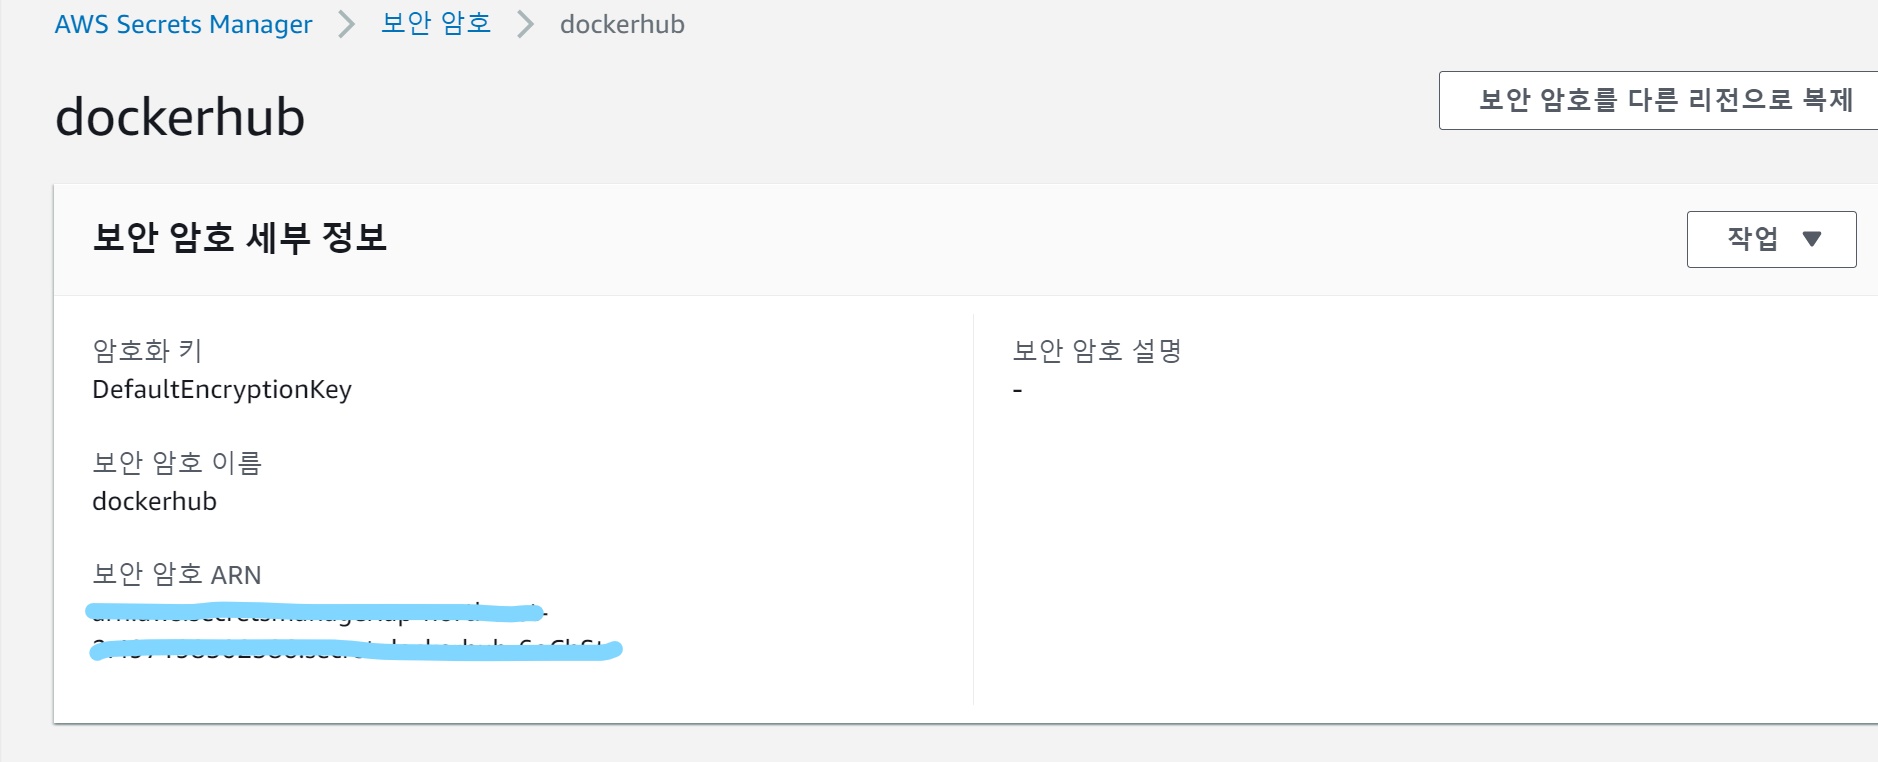 AWS Secrets Manager > 보안 암호 > dockerhub
dockerhub
보안 암호를 다른 리전으로 복제
보안 암호 세부 정보
작업 ▼
암호화 키
DefaultEncryptionKey
보안 암호 설명
-
보안 암호 이름
dockerhub
보안 암호 ARN